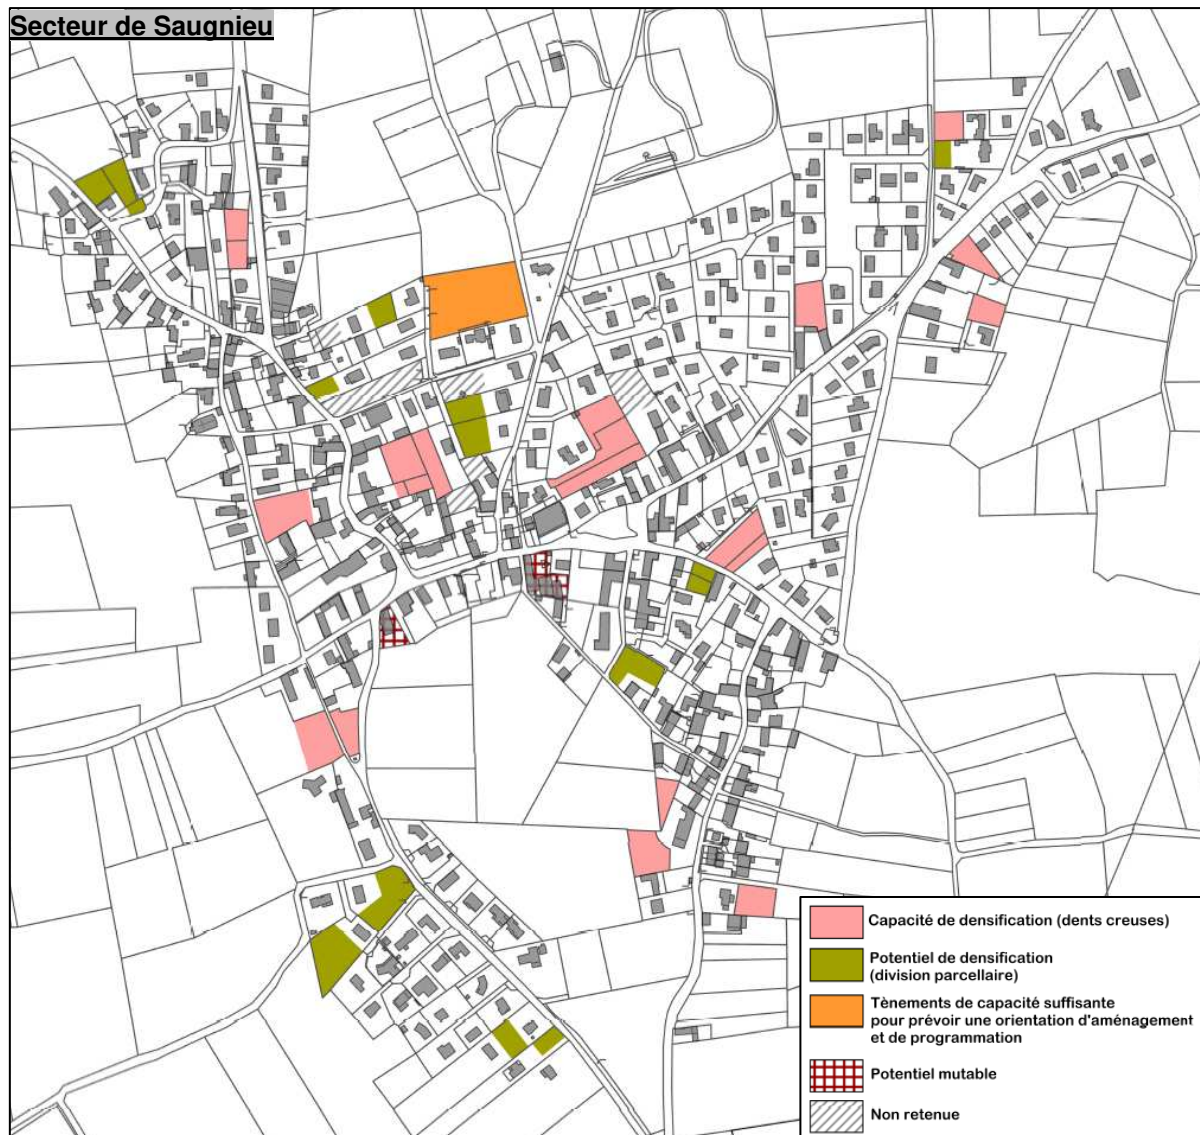 Secteur de Saugnieu
Capacité de densification (dents creuses)
Potentiel de densification
(division parcellaire)
Tènements de capacité suffisante
pour prévoir une orientation d'aménagement
et de programmation
Potentiel mutable
Non retenue